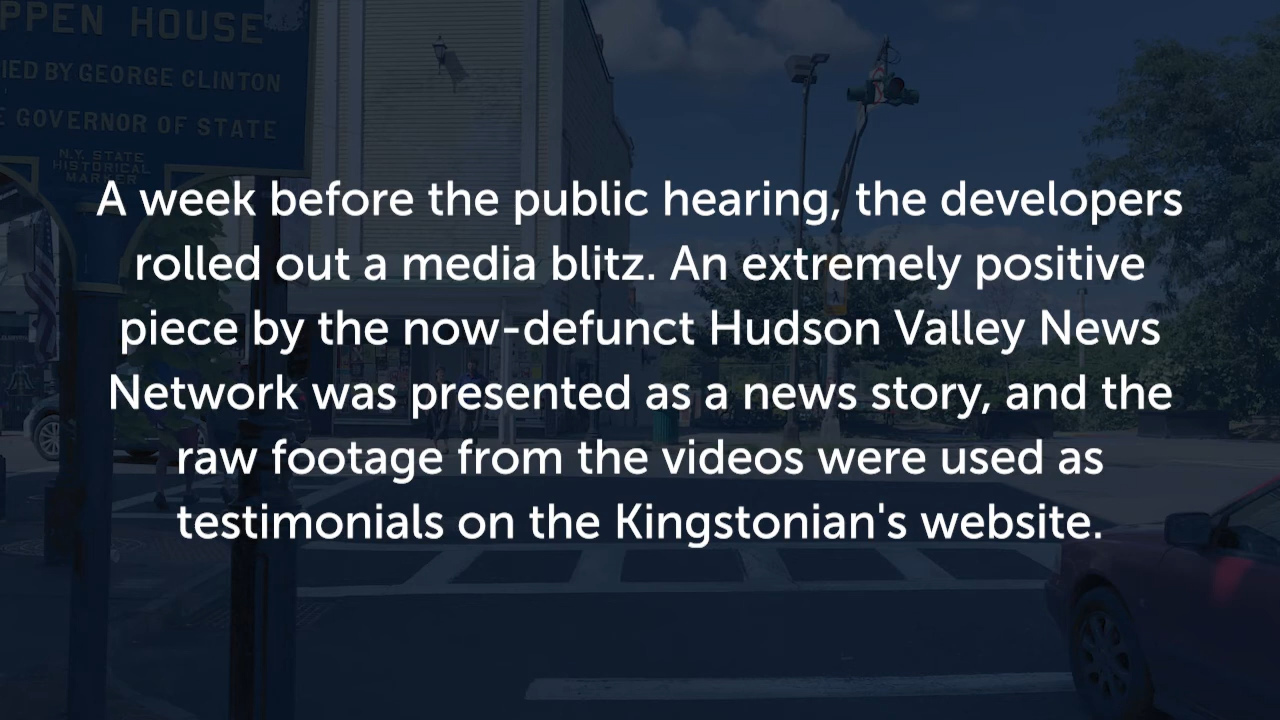 PPEN HOUSE
IED BY GEORGE CLINTON
GOVERNOR OF STATE
N.Y. STATE
HISTORICAL
MARKER
A week before the public hearing, the developers
rolled out a media blitz. An extremely positive
piece by the now-defunct Hudson Valley News
Network was presented as a news story, and the
raw footage from the videos were used as
testimonials on the Kingstonian's website.